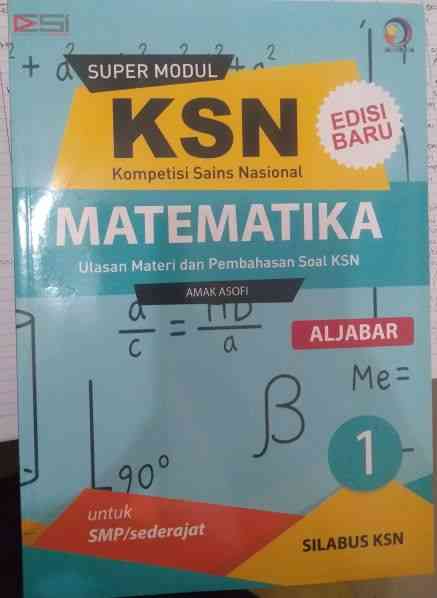 ESI
SUPER MODUL
KSN
Kompetisi Sains Nasional
EDISI
BARU
MATEMATIKA
Ulasan Materi dan Pembahasan Soal KSN
AMAK ASOFI
a
c
=
a
ALJABAR
Me =
β
90°
1
untuk
SMP/sederajat
SILABUS KSN